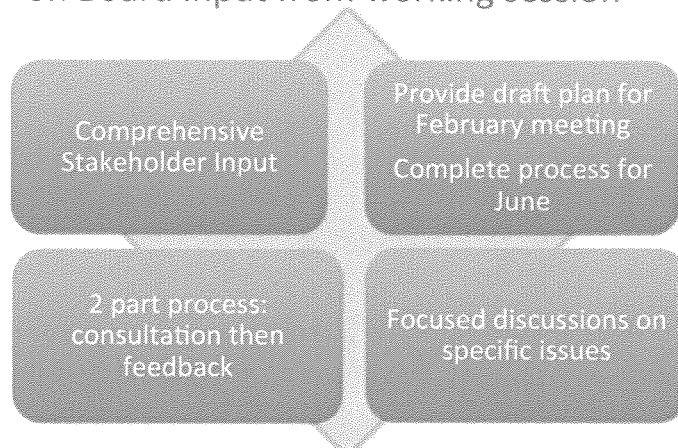 on Board input from working session
Comprehensive
Stakeholder Input
Provide draft plan for
February meeting
Complete process for
June
2 part process:
consultation then
feedback
Focused discussions on
specific issues